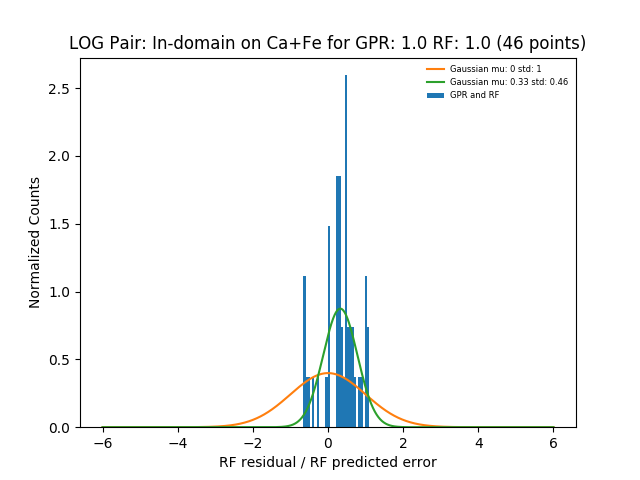 LOG Pair: In-domain on Ca+Fe for GPR: 1.0 RF: 1.0 (46 points)
Gaussian mu: 0 std: 1
Gaussian mu: 0.33 std: 0.46
GPR and RF
Normalized Counts
2.5
2.0
1.5
1.0
0.5
0.0
−6 −4 −2 0 2 4 6
RF residual / RF predicted error